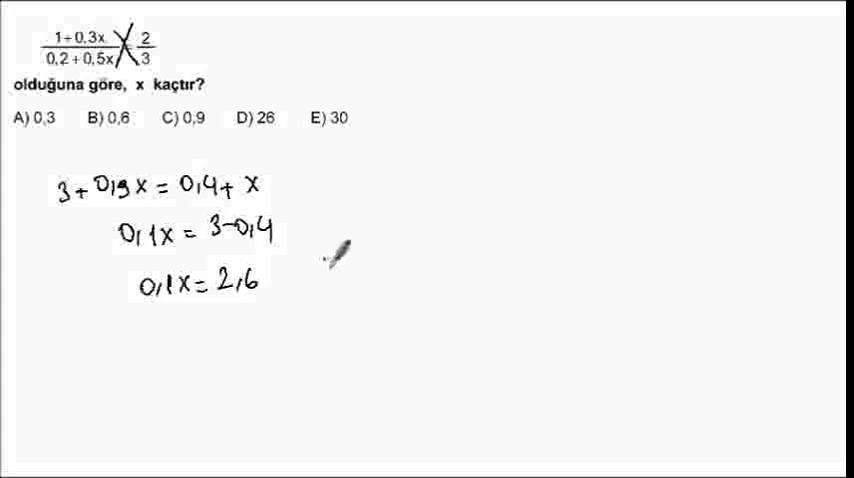 1+0,3x / 0,2+0,5x = 2/3
olduğuna göre, x kaçtır?
A) 0,3 B) 0,6 C) 0,9 D) 26 E) 30
3+0,9x=0,4+x
0,1x=3-0,4
0,1x=2,6